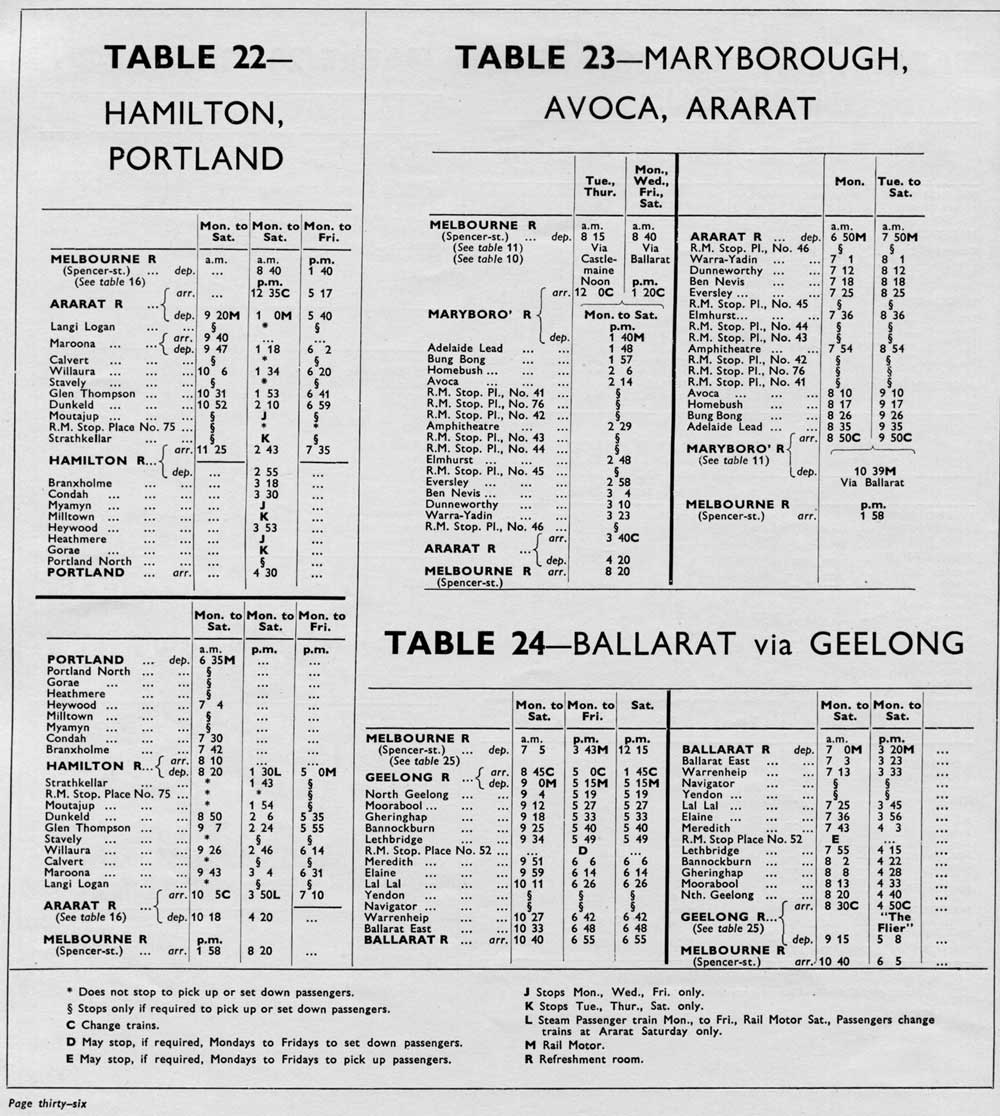 TABLE 22—
HAMILTON,
PORTLAND
Mon. to Sat. Mon. to Sat. Mon. to Fri.
MELBOURNE R a.m. a.m. p.m.
(Spencer-st.) ... dep. ... 8 40 1 40
(See table 16) p.m.
ARARAT R ... arr. ... 12 35C 5 17
dep. 9 20M 1 0M 5 40
Langi Logan ... ... § * §
Maroona ... ... arr. 9 40 ... ...
dep. 9 47 1 18 6 2
Calvert ... ... ... § * §
Willaura ... ... ... 10 6 1 34 6 20
Stavely ... ... ... § * §
Glen Thompson ... ... 10 31 1 53 6 41
Dunkeld ... ... ... 10 52 2 10 6 59
Moutajup ... ... ... § J §
R.M. Stop. Place No. 75 ... § * *
Strathkellar ... ... § K §
HAMILTON R... arr. 11 25 2 43 7 35
dep. 2 55
Branxholme ... ... ... 3 18 ...
Condah ... ... ... ... 3 30 ...
Myamyn ... ... ... ... J ...
Milltown ... ... ... ... K ...
Heywood ... ... ... ... 3 53 ...
Heathmere ... ... ... J ...
Gorae ... ... ... ... K ...
Portland North ... ... ... § ...
PORTLAND ... arr. ... 4 30 ...
Mon. to Sat. Mon. to Sat. Mon. to Fri.
a.m. p.m. p.m.
PORTLAND ... dep. 6 35M ... ...
Portland North ... ... § ... ...
Gorae ... ... ... § ... ...
Heathmere ... ... § ... ...
Heywood ... ... ... 7 4 ... ...
Milltown ... ... ... § ... ...
Myamyn ... ... ... § ... ...
Condah ... ... ... 7 30 ... ...
Branxholme ... ... 7 42 ... ...
HAMILTON R... arr. 8 10 ... ...
dep. 8 20 1 30L 5 0M
Strathkellar ... ... * 1 43 §
R.M. Stop. Place No. 75 ... * * §
Moutajup ... ... ... * 1 54 §
Dunkeld ... ... ... 8 50 2 6 5 35
Glen Thompson ... ... 9 7 2 24 5 55
Stavely ... ... ... * § §
Willaura ... ... ... 9 26 2 46 6 14
Calvert ... ... ... * § §
Maroona ... ... ... 9 43 3 4 6 31
Langi Logan ... ... * § §
ARARAT R ... arr. 10 5C 3 50L 7 10
(See table 16) dep. 10 18 4 20 ...
MELBOURNE R p.m.
(Spencer-st.) ... arr. 1 58 8 20 ...
TABLE 23—MARYBOROUGH,
AVOCA, ARARAT
Tue., Thur. Mon., Wed., Fri., Sat.
MELBOURNE R a.m. a.m.
(Spencer-st.) ... dep. 8 15 8 40
(See table 11) Via Via
(See table 10) Castle- Ballarat
maine
Noon p.m.
arr. 12 0C 1 20C
MARYBORO' R Mon. to Sat.
p.m.
dep. 1 40M
Adelaide Lead ... ... 1 48
Bung Bong ... ... 1 57
Homebush ... ... ... 2 6
Avoca ... ... ... 2 14
R.M. Stop. Pl., No. 41 ... §
R.M. Stop. Pl., No. 76 ... §
R.M. Stop. Pl., No. 42 ... §
Amphitheatre ... ... 2 29
R.M. Stop. Pl., No. 43 ... §
R.M. Stop. Pl., No. 44 ... §
Elmhurst ... ... ... 2 48
R.M. Stop. Pl., No. 45 ... §
Eversley ... ... ... 2 58
Ben Nevis ... ... ... 3 4
Dunneworthy ... ... 3 10
Warra-Yadin ... ... 3 23
R.M. Stop. Pl., No. 46 ... §
ARARAT R ... arr. 3 40C
dep. 4 20
MELBOURNE R arr. 8 20
(Spencer-st.)
Mon. Tue. to Sat.
a.m. a.m.
ARARAT R ... dep. 6 50M 7 50M
R.M. Stop. Pl., No. 46 § §
Warra-Yadin ... ... 7 1 8 1
Dunneworthy ... ... 7 12 8 12
Ben Nevis ... ... 7 18 8 18
Eversley ... ... ... 7 25 8 25
R.M. Stop. Pl., No. 45 § §
Elmhurst... ... ... 7 36 8 36
R.M. Stop. Pl., No. 44 § §
R.M. Stop. Pl., No. 43 § §
Amphitheatre ... ... 7 54 8 54
R.M. Stop. Pl., No. 42 § §
R.M. Stop. Pl., No. 76 § §
R.M. Stop. Pl., No. 41 § §
Avoca ... ... ... 8 10 9 10
Homebush ... ... 8 17 9 17
Bung Bong ... ... 8 26 9 26
Adelaide Lead ... ... 8 35 9 35
MARYBORO' R arr. 8 50C 9 50C
(See table 11)
dep. 10 39M
Via Ballarat
MELBOURNE R p.m.
(Spencer-st.) arr. 1 58
TABLE 24—BALLARAT via GEELONG
Mon. to Sat. Mon. to Fri. Sat.
MELBOURNE R a.m. p.m. p.m.
(Spencer-st.) ... dep. 7 5 3 43M 12 15
(See table 25)
GEELONG R ... arr. 8 45C 5 0C 1 45C
dep. 9 0M 5 15M 5 15M
North Geelong ... ... 9 4 5 19 5 19
Moorabool ... ... ... 9 12 5 27 5 27
Gheringhap ... ... 9 18 5 33 5 33
Bannockburn ... ... 9 25 5 40 5 40
Lethbridge ... ... ... 9 34 5 49 5 49
R.M. Stop. Place No. 52 ... ... D ...
Meredith ... ... ... 9 51 6 6 6 6
Elaine ... ... ... 9 59 6 14 6 14
Lal Lal ... ... ... 10 11 6 26 6 26
Yendon ... ... ... § § §
Navigator ... ... ... § § §
Warrenheip ... ... 10 27 6 42 6 42
Ballarat East ... ... 10 33 6 48 6 48
BALLARAT R ... arr. 10 40 6 55 6 55
Mon. to Sat. Mon. to Sat. ...
a.m. p.m.
BALLARAT R dep. 7 0M 3 20M ...
Ballarat East ... ... 7 3 3 23 ...
Warrenheip ... ... 7 13 3 33 ...
Navigator ... ... § § ...
Yendon ... ... ... § § ...
Lal Lal ... ... ... 7 25 3 45 ...
Elaine ... ... ... 7 36 3 56 ...
Meredith ... ... 7 43 4 3 ...
R.M. Stop Place No. 52 E ... ...
Lethbridge ... ... 7 55 4 15 ...
Bannockburn ... ... 8 2 4 22 ...
Gheringhap ... ... 8 8 4 28 ...
Moorabool ... ... 8 13 4 33 ...
Nth. Geelong ... ... 8 20 4 40 ...
GEELONG R... arr. 8 30C 4 50C ...
(See table 25) "The
Flier"
dep. 9 15 5 8 ...
MELBOURNE R
(Spencer-st.) arr. 10 40 6 5 ...
* Does not stop to pick up or set down passengers.
§ Stops only if required to pick up or set down passengers.
C Change trains.
D May stop, if required, Mondays to Fridays to set down passengers.
E May stop, if required, Mondays to Fridays to pick up passengers.
J Stops Mon., Wed., Fri. only.
K Stops Tue., Thur., Sat. only.
L Steam Passenger train Mon., to Fri., Rail Motor Sat., Passengers change
trains at Ararat Saturday only.
M Rail Motor.
R Refreshment room.
Page thirty-six